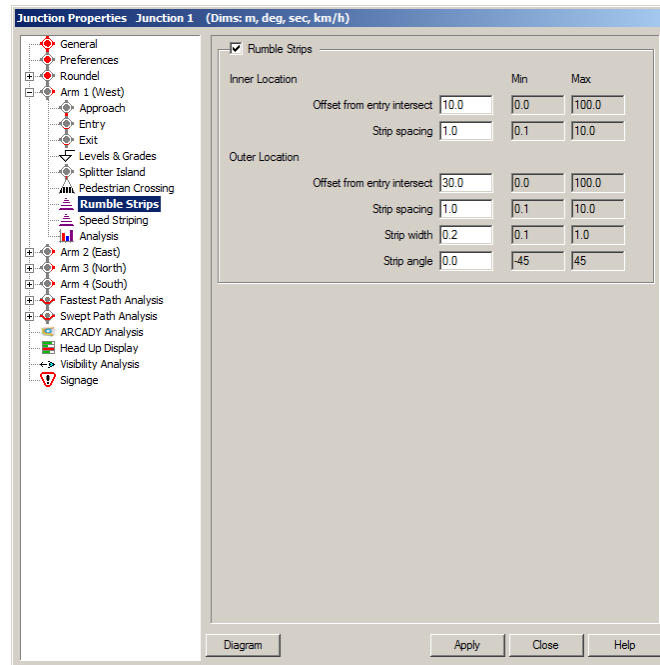 Junction Properties Junction 1 (Dims: m, deg, sec, km/h)
General
Preferences
Roundel
Arm 1 (West)
Approach
Entry
Exit
Levels & Grades
Splitter Island
Pedestrian Crossing
Rumble Strips
Speed Striping
Analysis
Arm 2 (East)
Arm 3 (North)
Arm 4 (South)
Fastest Path Analysis
Swept Path Analysis
ARCADY Analysis
Head Up Display
Visibility Analysis
Signage
Rumble Strips
Inner Location Min Max
Offset from entry intersect 10.0 0.0 100.0
Strip spacing 1.0 0.1 10.0
Outer Location
Offset from entry intersect 30.0 0.0 100.0
Strip spacing 1.0 0.1 10.0
Strip width 0.2 0.1 1.0
Strip angle 0.0 -45 45
Diagram Apply Close Help